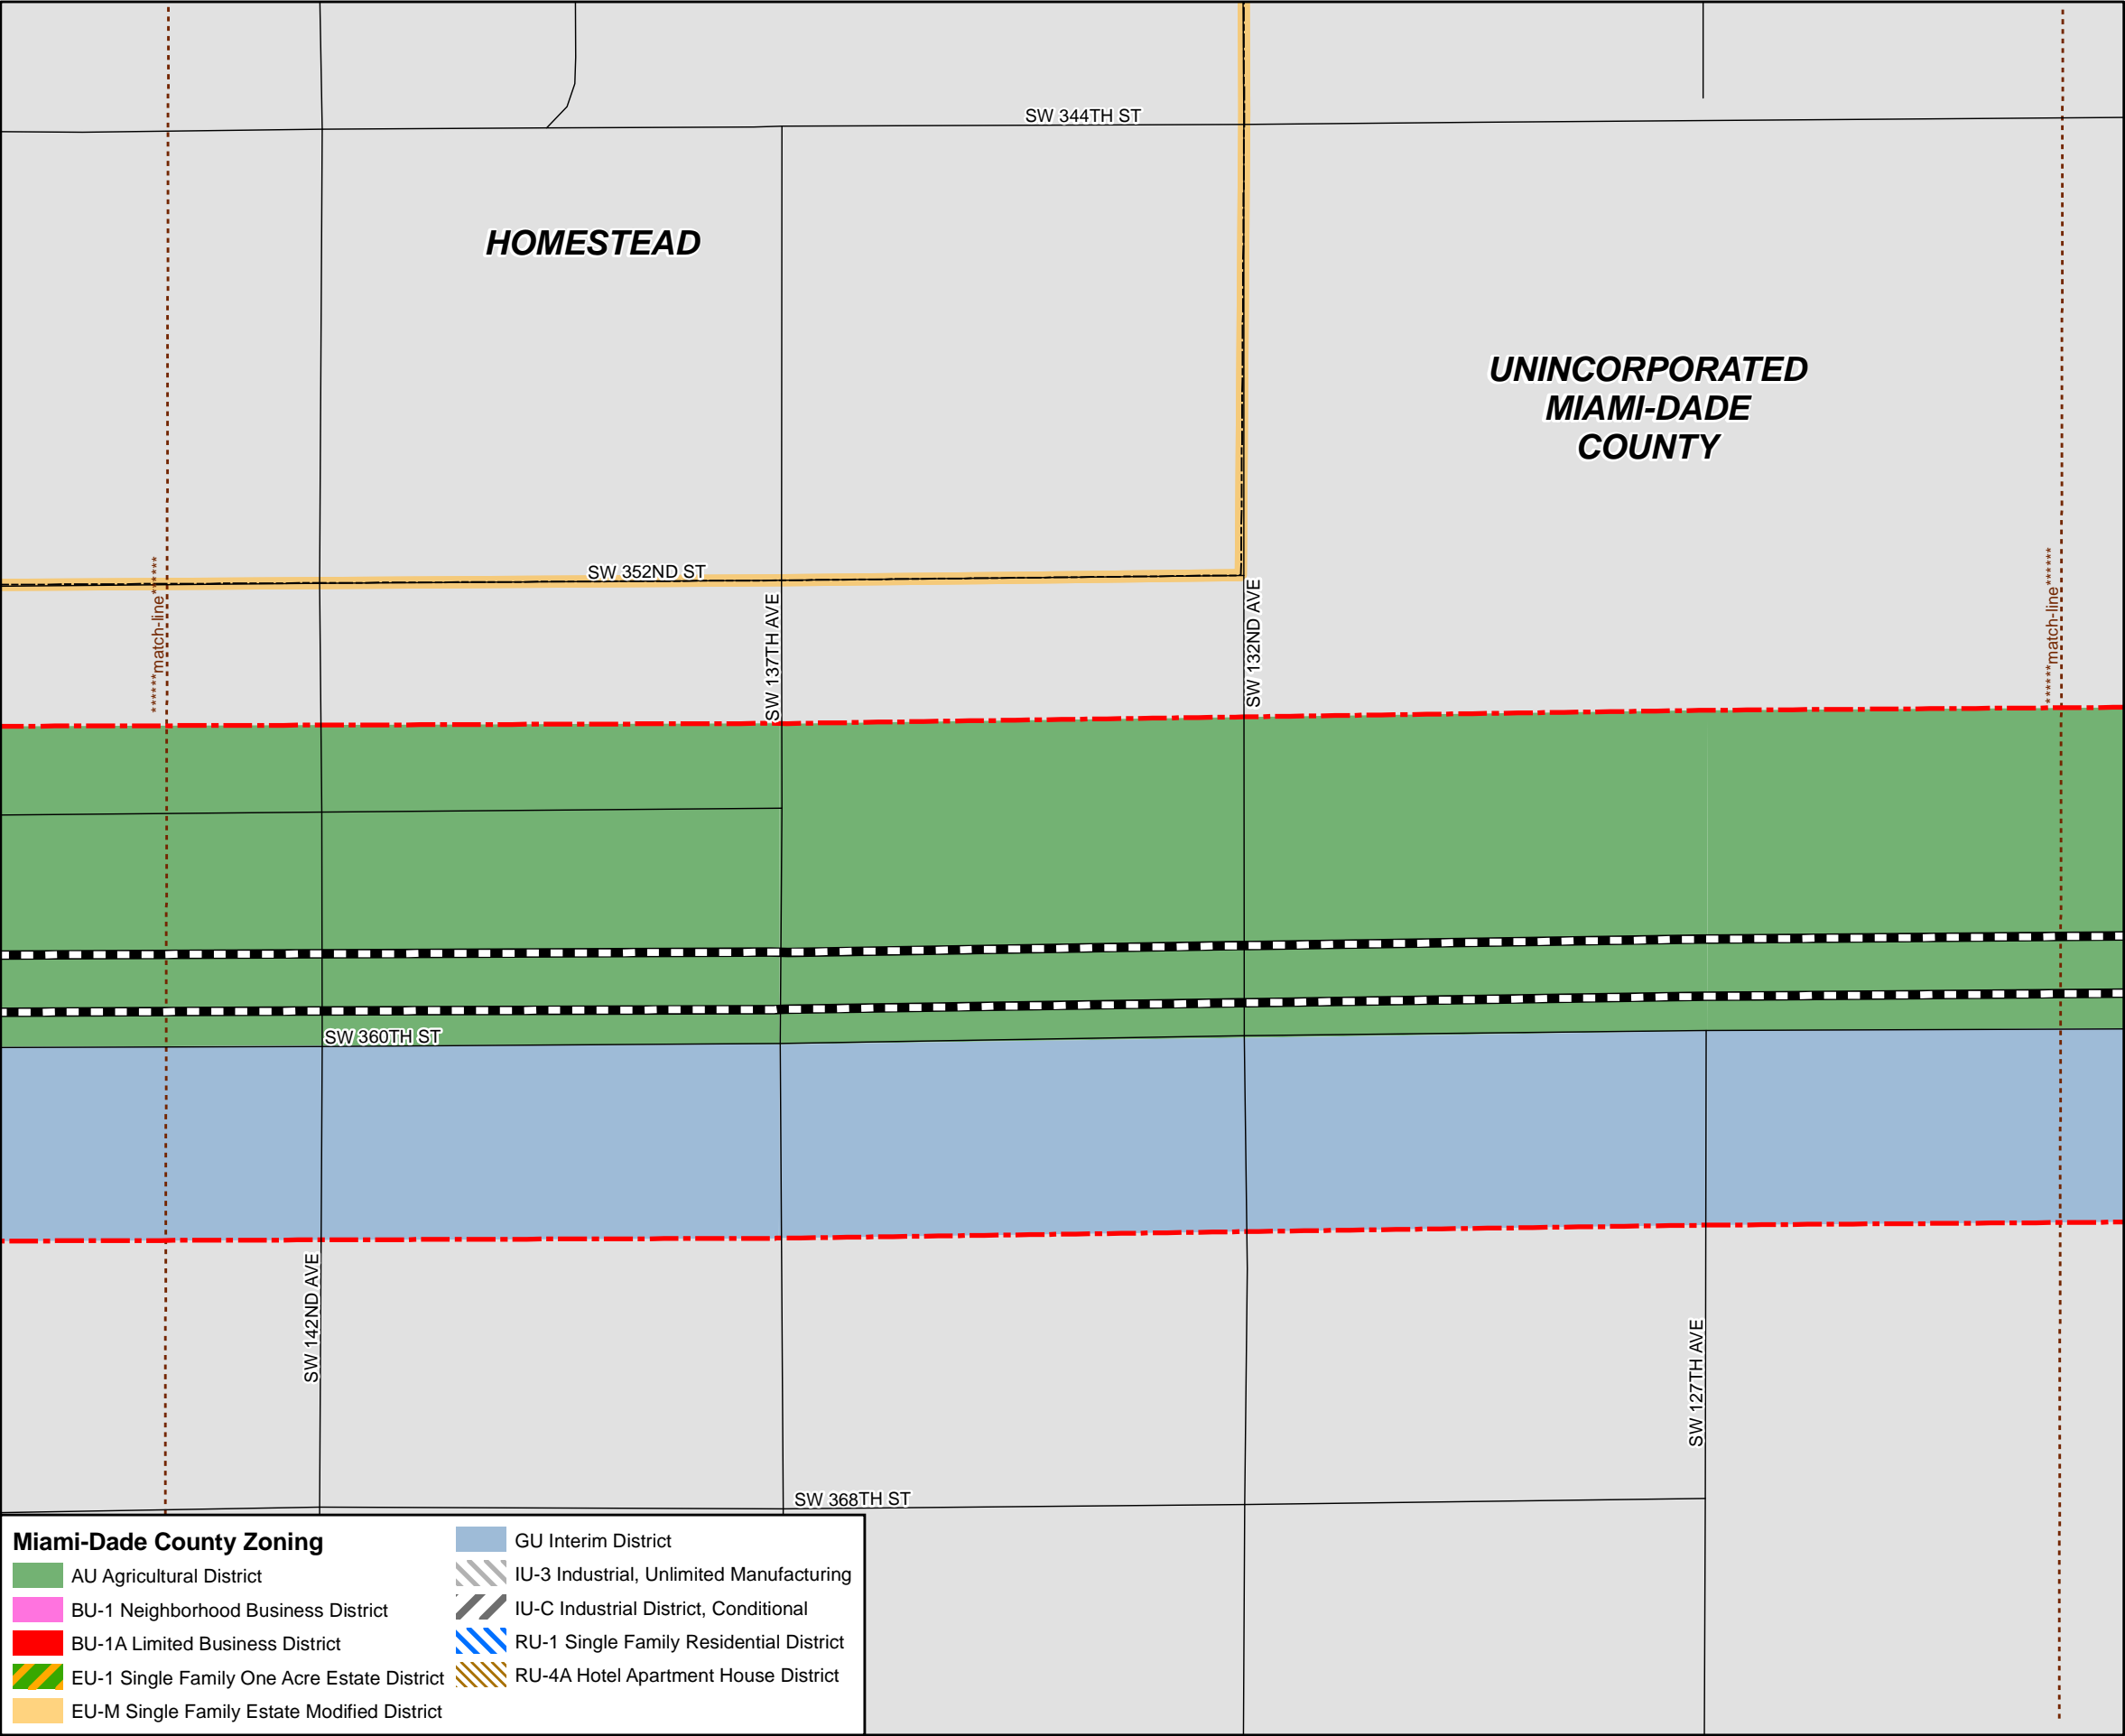 SW 344TH ST
HOMESTEAD
UNINCORPORATED
MIAMI-DADE
COUNTY
SW 352ND ST
******match-line******
SW 137TH AVE
SW 132ND AVE
******match-line******
SW 360TH ST
SW 142ND AVE
SW 127TH AVE
SW 368TH ST
Miami-Dade County Zoning
AU Agricultural District
BU-1 Neighborhood Business District
BU-1A Limited Business District
EU-1 Single Family One Acre Estate District
EU-M Single Family Estate Modified District
GU Interim District
IU-3 Industrial, Unlimited Manufacturing
IU-C Industrial District, Conditional
RU-1 Single Family Residential District
RU-4A Hotel Apartment House District